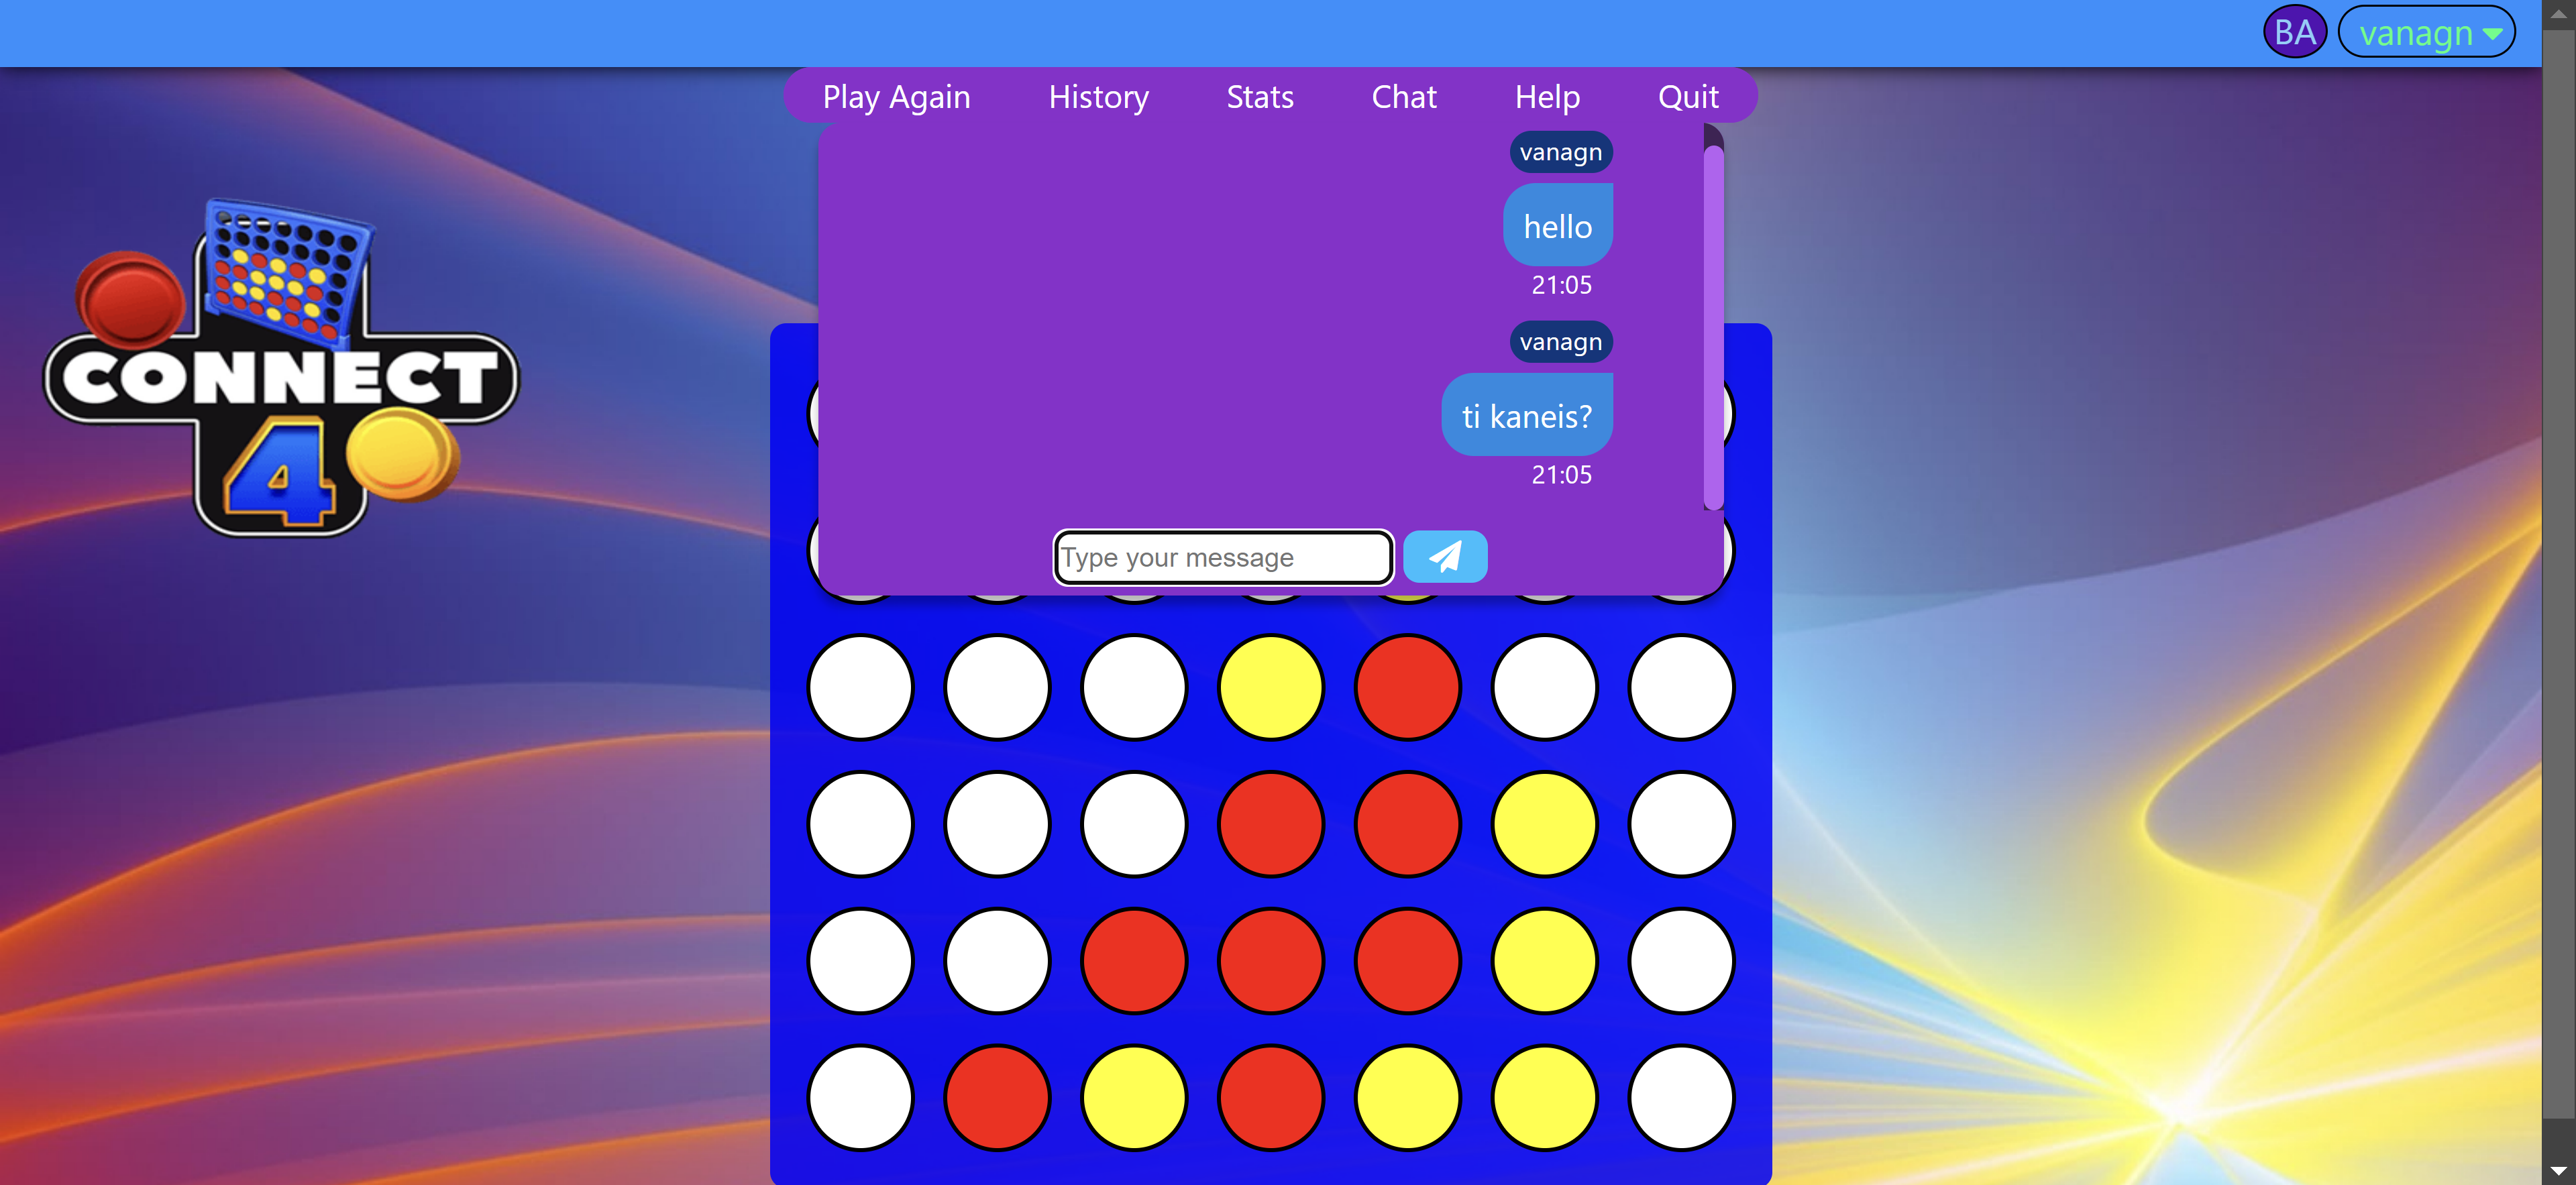 BA vanagn
Play Again History Stats Chat Help Quit
vanagn
hello
21:05
CONNECT
4
vanagn
ti kaneis?
21:05
Type your message